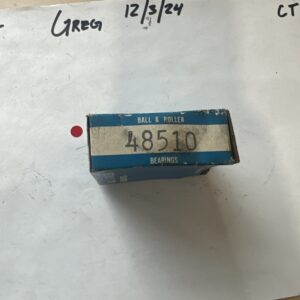 GREG 12/3/24 CT
BALL & ROLLER
48510
BEARINGS